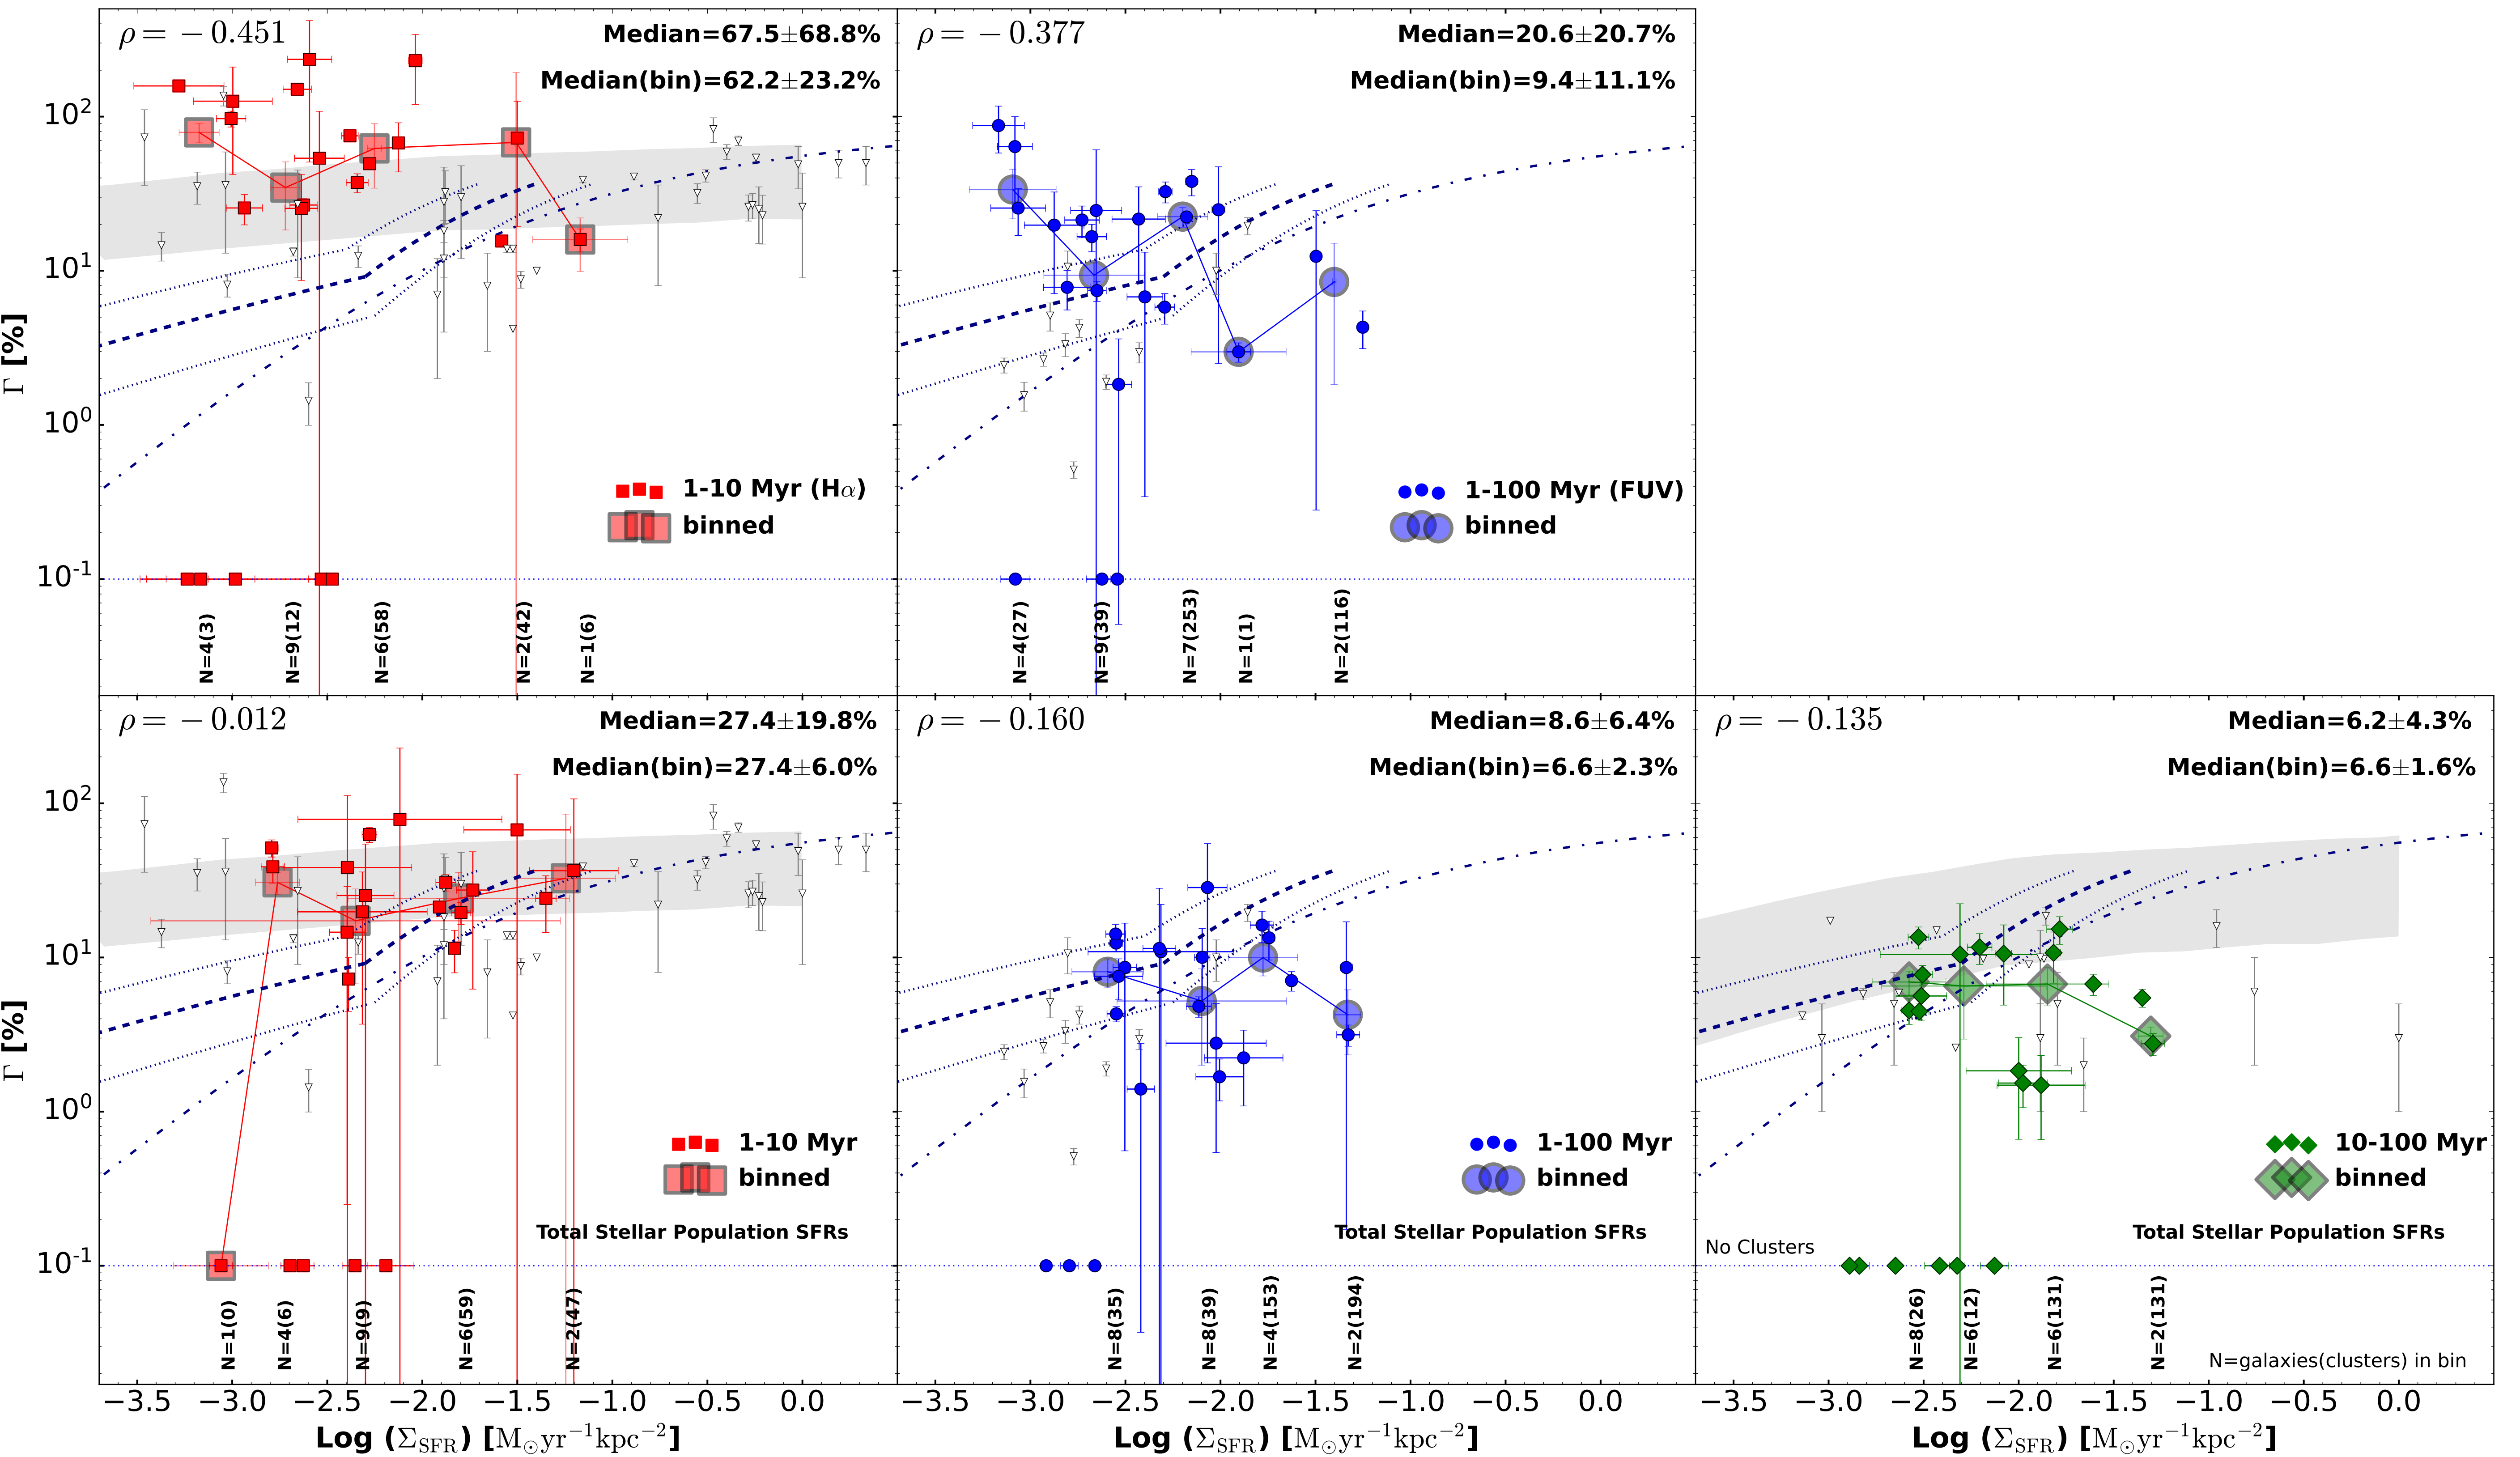 ρ = −0.451
Median=67.5±68.8%
Median(bin)=62.2±23.2%
1-10 Myr (Hα)
binned
N=4(3)
N=9(12)
N=6(58)
N=2(42)
N=1(6)
10²
10¹
10⁰
10⁻¹
Γ [%]
ρ = −0.377
Median=20.6±20.7%
Median(bin)=9.4±11.1%
1-100 Myr (FUV)
binned
N=4(27)
N=9(39)
N=7(253)
N=1(1)
N=2(116)
ρ = −0.012
Median=27.4±19.8%
Median(bin)=27.4±6.0%
1-10 Myr
binned
Total Stellar Population SFRs
N=1(0)
N=4(6)
N=9(9)
N=6(59)
N=2(47)
10²
10¹
10⁰
10⁻¹
Γ [%]
−3.5 −3.0 −2.5 −2.0 −1.5 −1.0 −0.5 0.0
Log (Σ_SFR) [M_⊙yr⁻¹kpc⁻²]
ρ = −0.160
Median=8.6±6.4%
Median(bin)=6.6±2.3%
1-100 Myr
binned
Total Stellar Population SFRs
N=8(35)
N=8(39)
N=4(153)
N=2(194)
−3.5 −3.0 −2.5 −2.0 −1.5 −1.0 −0.5 0.0
Log (Σ_SFR) [M_⊙yr⁻¹kpc⁻²]
ρ = −0.135
Median=6.2±4.3%
Median(bin)=6.6±1.6%
10-100 Myr
binned
Total Stellar Population SFRs
No Clusters
N=8(26)
N=6(12)
N=6(131)
N=2(131)
N=galaxies(clusters) in bin
−3.5 −3.0 −2.5 −2.0 −1.5 −1.0 −0.5 0.0
Log (Σ_SFR) [M_⊙yr⁻¹kpc⁻²]